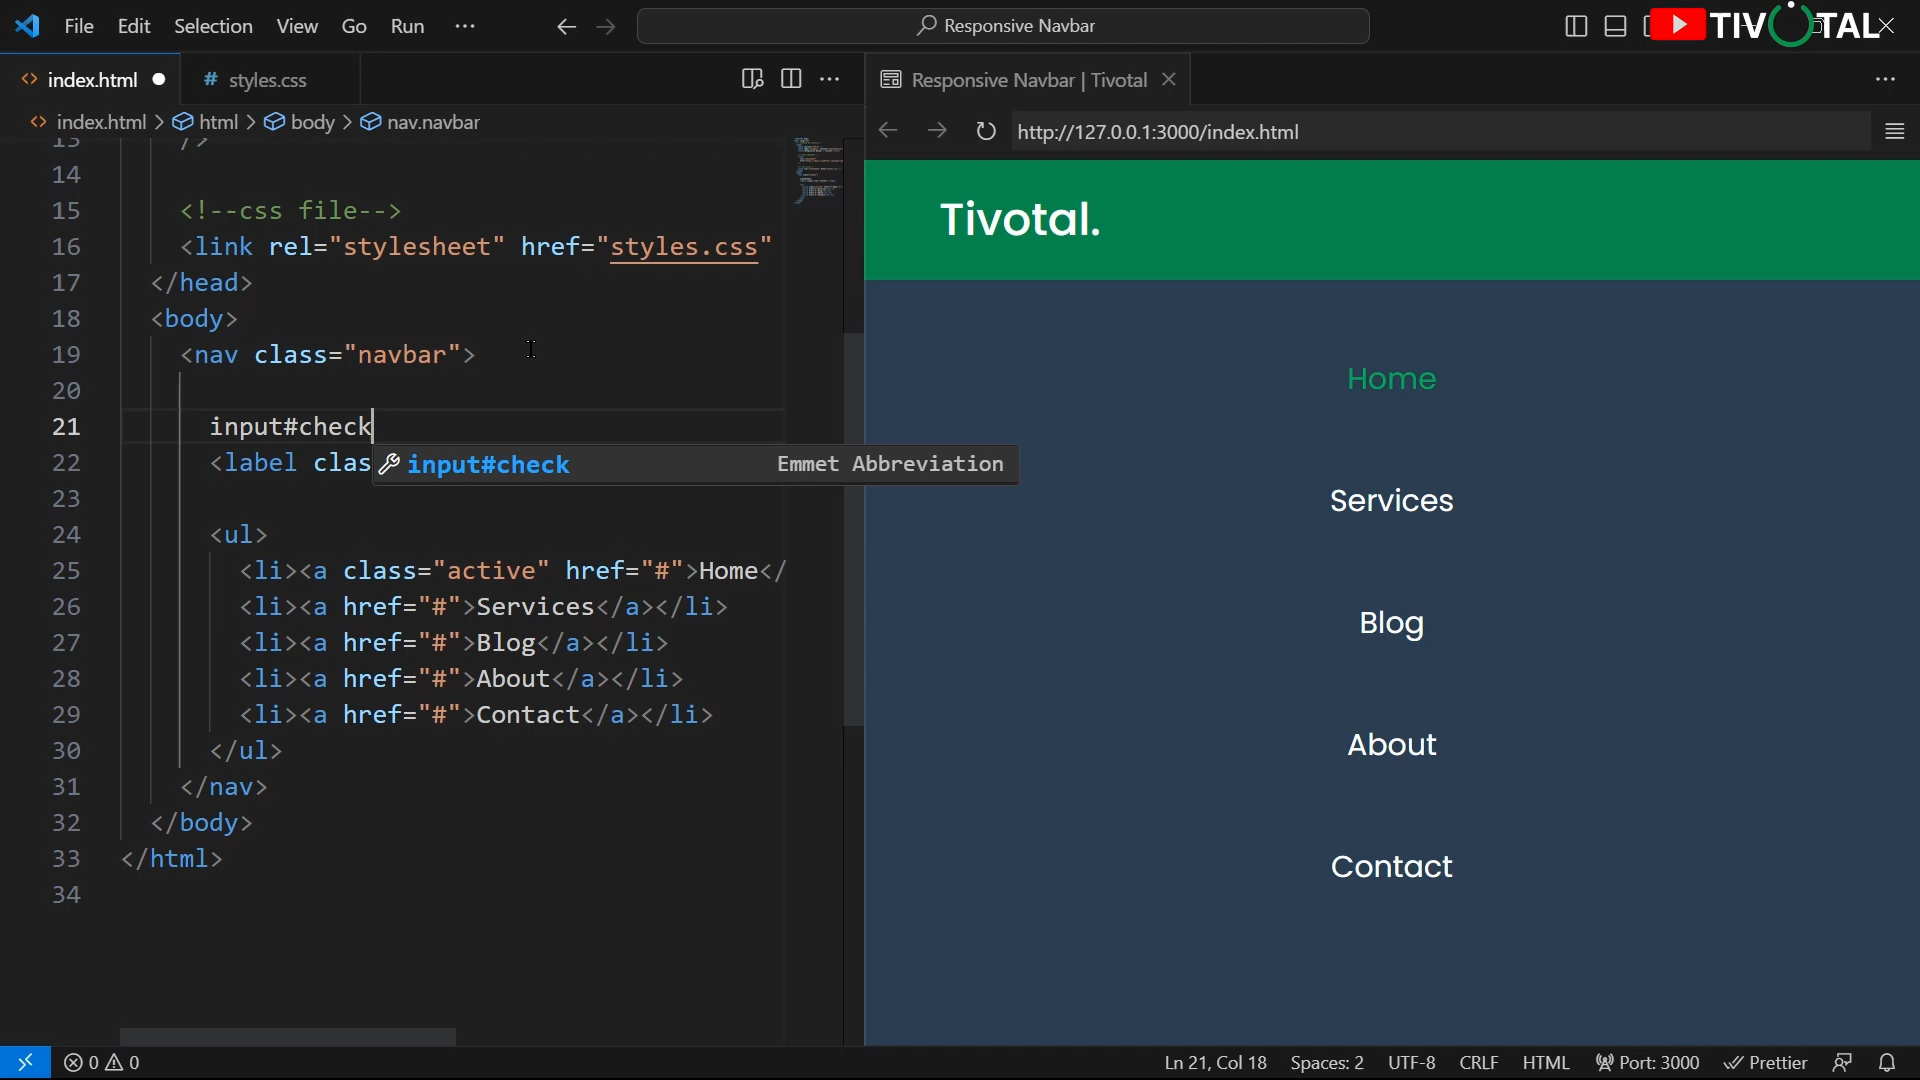 File Edit Selection View Go Run ···
Responsive Navbar
TIVOTAL
index.html
# styles.css
Responsive Navbar | Tivotal
index.html > html > body > nav.navbar
http://127.0.0.1:3000/index.html
13 />
14
15 <!--css file-->
16 <link rel="stylesheet" href="styles.css"
17 </head>
18 <body>
19 <nav class="navbar">
20
21 input#check
22 <label clas
input#check Emmet Abbreviation
23
24 <ul>
25 <li><a class="active" href="#">Home</
26 <li><a href="#">Services</a></li>
27 <li><a href="#">Blog</a></li>
28 <li><a href="#">About</a></li>
29 <li><a href="#">Contact</a></li>
30 </ul>
31 </nav>
32 </body>
33 </html>
34
Tivotal.
Home
Services
Blog
About
Contact
0 0
Ln 21, Col 18 Spaces: 2 UTF-8 CRLF HTML Port: 3000 Prettier